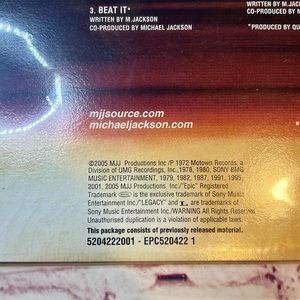 3. BEAT IT*
WRITTEN BY M.JACKSON
CO-PRODUCED BY MICHAEL JACKSON
WRITTEN BY M.JAC
CO-PRODUCED BY M
*PRODUCED BY QU
mjjsource.com
michaeljackson.com
©2005 MJJ Productions Inc /P 1972 Motown Records, a
Division of UMG Recordings, Inc.,1978, 1980, SONY BMG
MUSIC ENTERTAINMENT, 1979, 1982, 1987, 1991, 1995,
2001, 2005 MJJ Productions Inc./"Epic" Registered
Trademark is the exclusive trademark of Sony Music
Entertainment Inc/"LEGACY" and are trademarks of
Sony Music Entertainment Inc/WARNING All Rights Reserved.
Unauthorised duplication is a violation of applicable laws.
This package consists of previously released material.
5204222001 - EPC520422 1